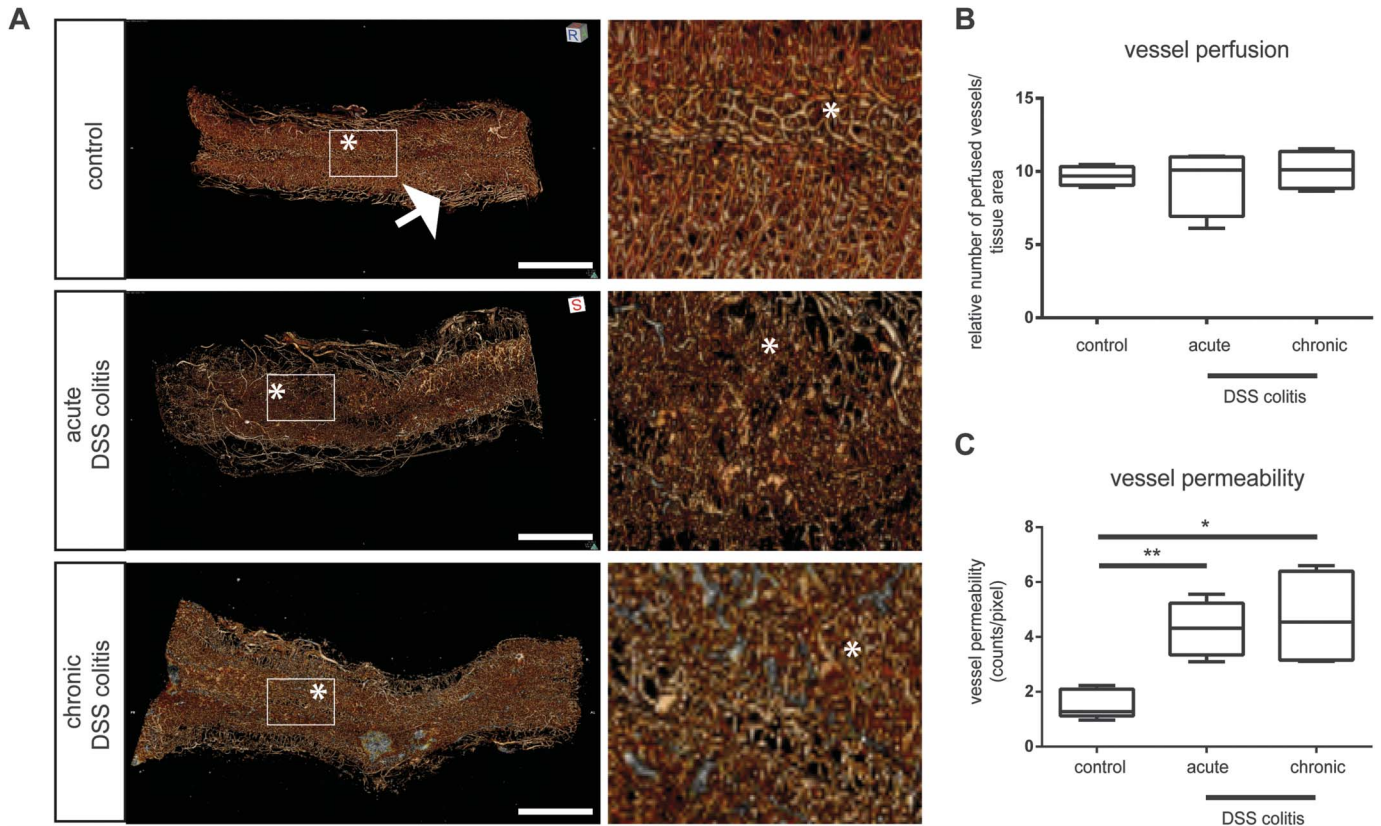 A
control
R
*
*
acute
DSS colitis
S
*
*
chronic
DSS colitis
*
*
B
vessel perfusion
relative number of perfused vessels/
tissue area
15
10
5
0
control
acute
chronic
DSS colitis
C
vessel permeability
vessel permeability
(counts/pixel)
8
6
4
2
0
*
**
control
acute
chronic
DSS colitis